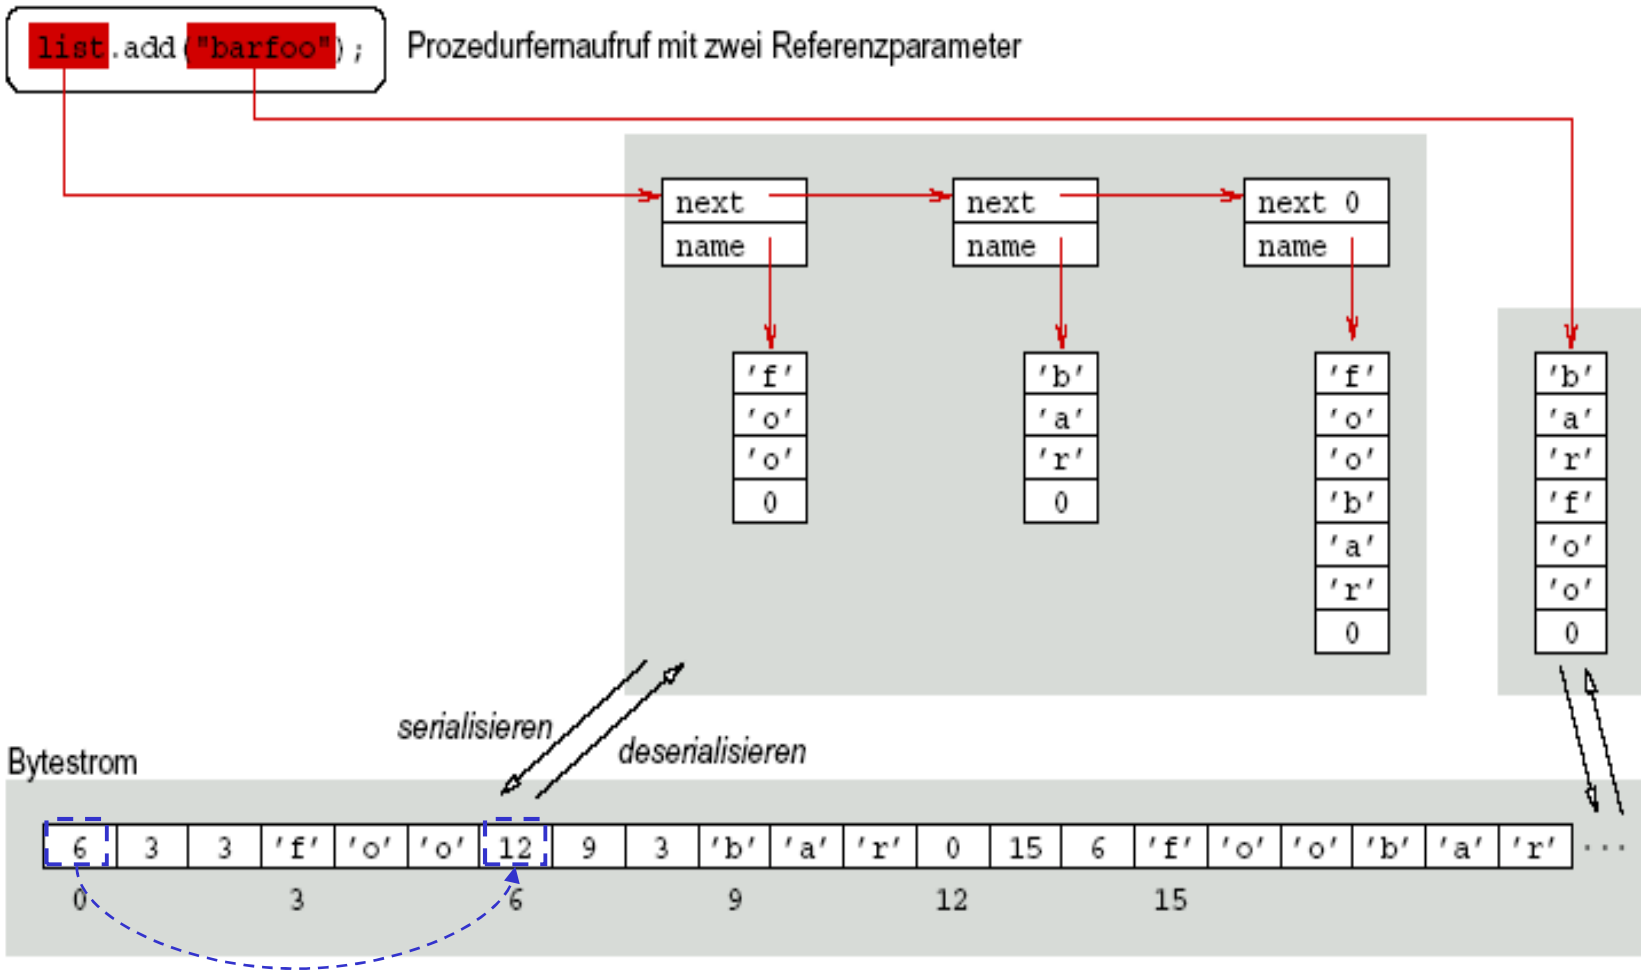 list.add("barfoo");
Prozedurfernaufruf mit zwei Referenzparameter
next next next 0
name name name
'f' 'b' 'f' 'b'
'o' 'a' 'o' 'a'
'o' 'r' 'o' 'r'
0 0 'b' 'f'
'a' 'o'
'r' 'o'
0 0
serialisieren
deserialisieren
Bytestrom
6 3 3 'f' 'o' 'o' 12 9 3 'b' 'a' 'r' 0 15 6 'f' 'o' 'o' 'b' 'a' 'r' ...
0 3 6 9 12 15